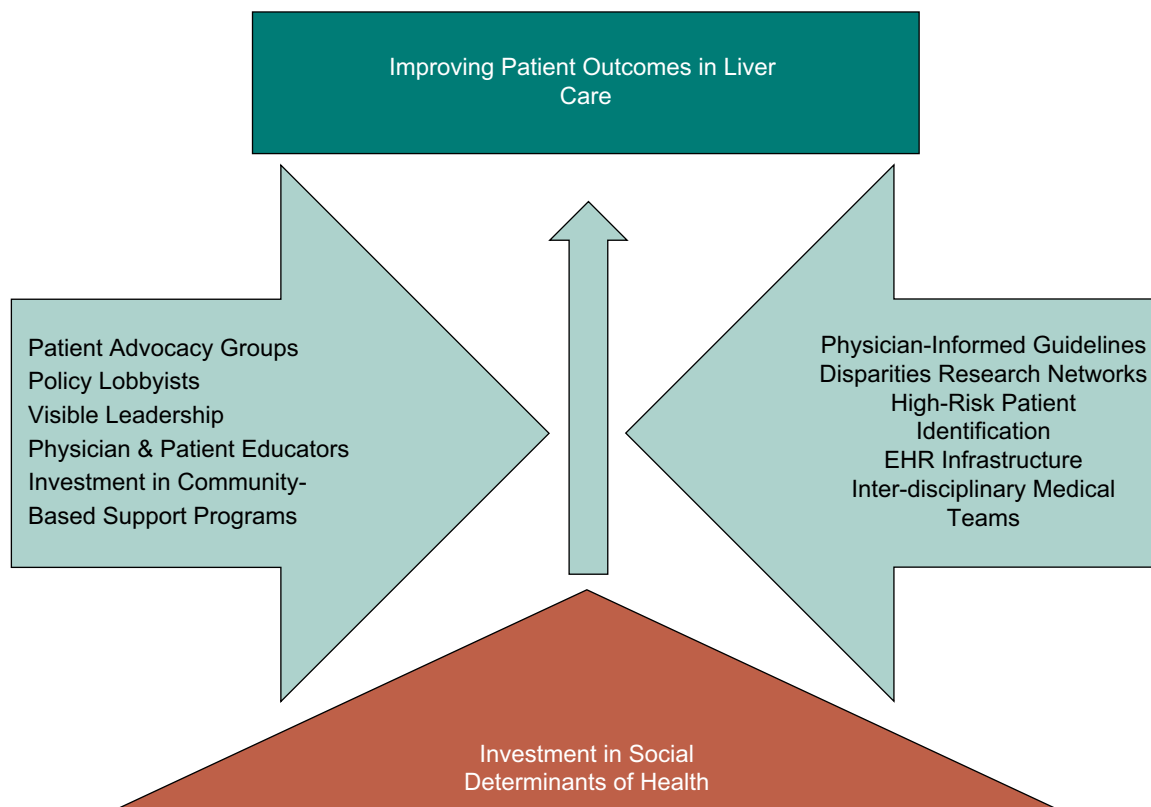 Improving Patient Outcomes in Liver
Care
Patient Advocacy Groups
Policy Lobbyists
Visible Leadership
Physician & Patient Educators
Investment in Community-
Based Support Programs
Physician-Informed Guidelines
Disparities Research Networks
High-Risk Patient
Identification
EHR Infrastructure
Inter-disciplinary Medical
Teams
Investment in Social
Determinants of Health